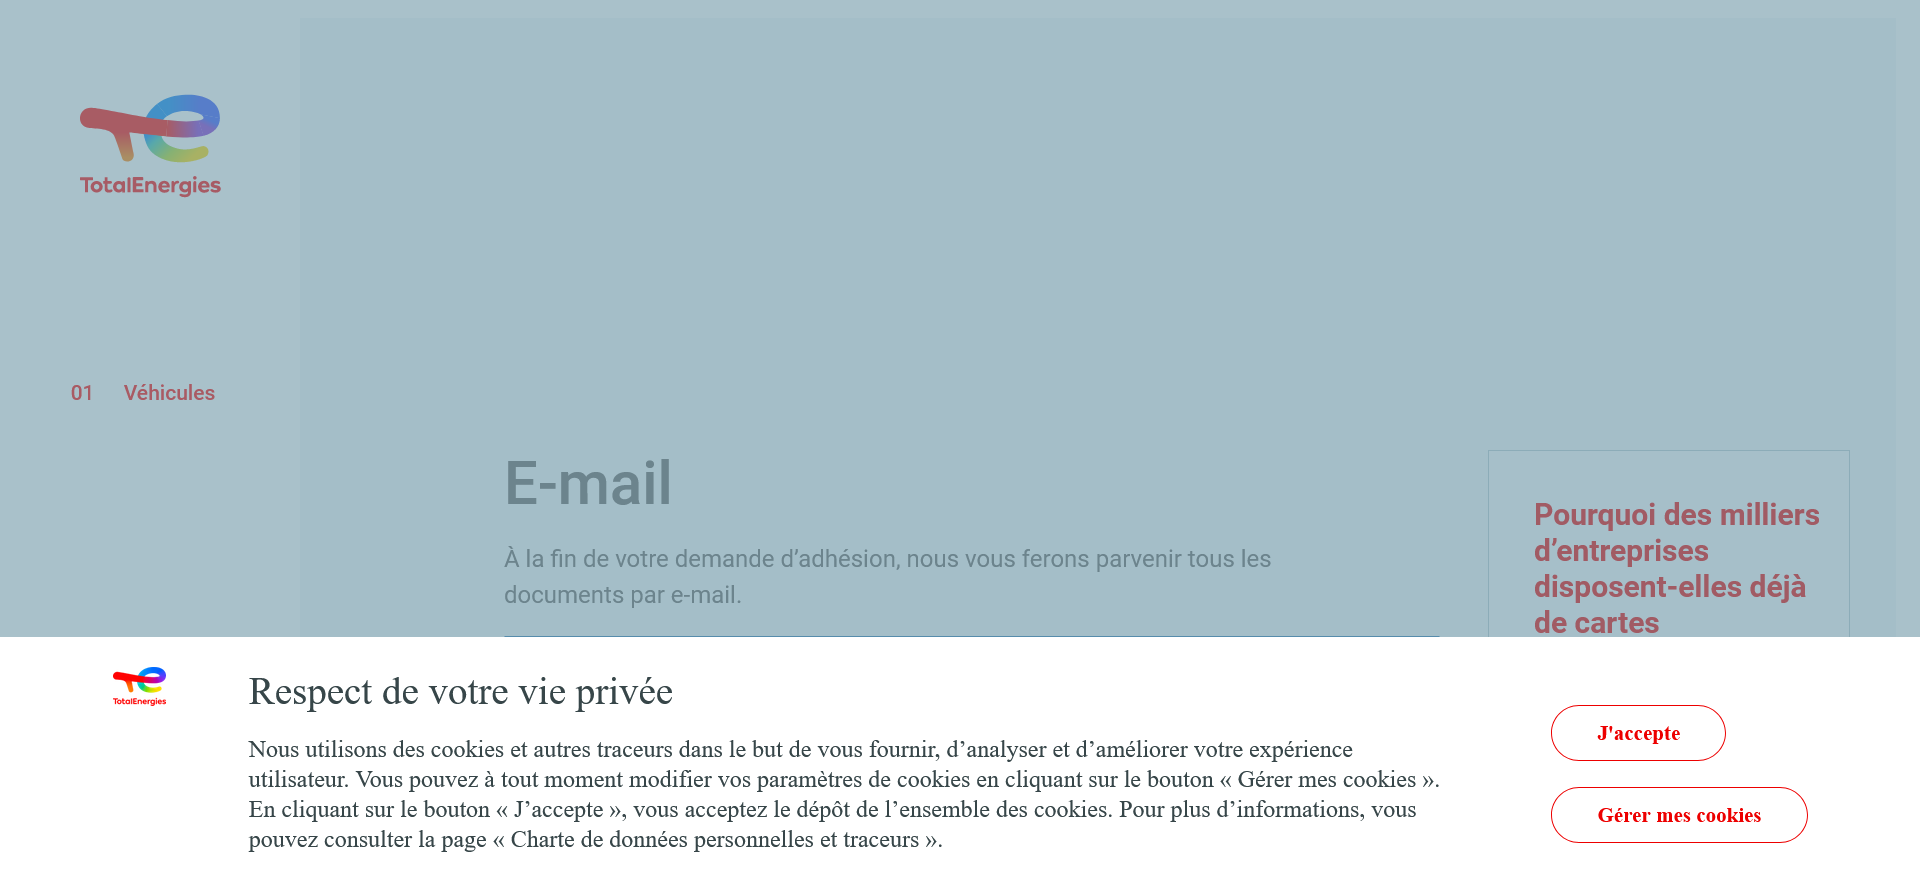 TotalEnergies
01 Véhicules
E-mail
À la fin de votre demande d’adhésion, nous vous ferons parvenir tous les
documents par e-mail.
Pourquoi des milliers
d’entreprises
disposent-elles déjà
de cartes
TotalEnergies
Respect de votre vie privée
Nous utilisons des cookies et autres traceurs dans le but de vous fournir, d’analyser et d’améliorer votre expérience
utilisateur. Vous pouvez à tout moment modifier vos paramètres de cookies en cliquant sur le bouton « Gérer mes cookies ».
En cliquant sur le bouton « J’accepte », vous acceptez le dépôt de l’ensemble des cookies. Pour plus d’informations, vous
pouvez consulter la page « Charte de données personnelles et traceurs ».
J'accepte
Gérer mes cookies